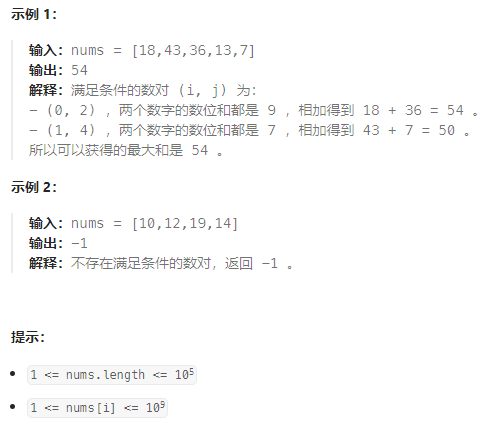 示例 1：
输入：nums = [18,43,36,13,7]
输出：54
解释：满足条件的数对 (i, j) 为：
- (0, 2) ，两个数字的数位和都是 9 ，相加得到 18 + 36 = 54 。
- (1, 4) ，两个数字的数位和都是 7 ，相加得到 43 + 7 = 50 。
所以可以获得的最大和是 54 。
示例 2：
输入：nums = [10,12,19,14]
输出：-1
解释：不存在满足条件的数对，返回 -1 。
提示：
• 1 <= nums.length <= 10⁵
• 1 <= nums[i] <= 10⁹